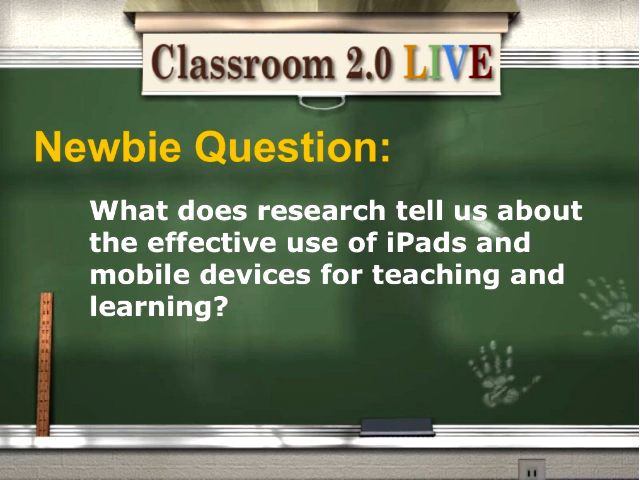 Classroom 2.0 LIVE
Newbie Question:
What does research tell us about
the effective use of iPads and
mobile devices for teaching and
learning?